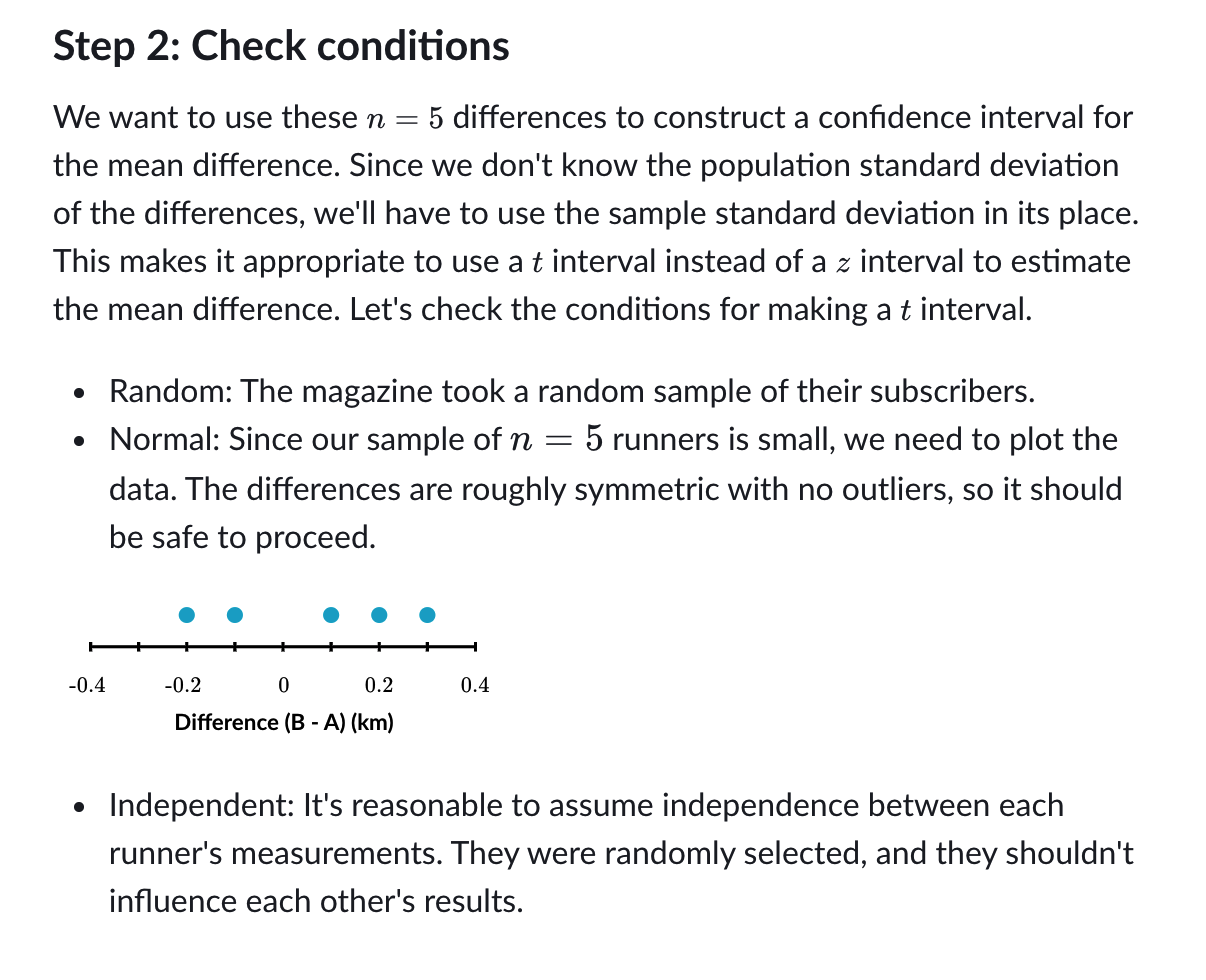 Step 2: Check conditions
We want to use these n = 5 differences to construct a confidence interval for
the mean difference. Since we don't know the population standard deviation
of the differences, we'll have to use the sample standard deviation in its place.
This makes it appropriate to use a t interval instead of a z interval to estimate
the mean difference. Let's check the conditions for making a t interval.
• Random: The magazine took a random sample of their subscribers.
• Normal: Since our sample of n = 5 runners is small, we need to plot the
data. The differences are roughly symmetric with no outliers, so it should
be safe to proceed.
-0.4 -0.2 0 0.2 0.4
Difference (B - A) (km)
• Independent: It's reasonable to assume independence between each
runner's measurements. They were randomly selected, and they shouldn't
influence each other's results.